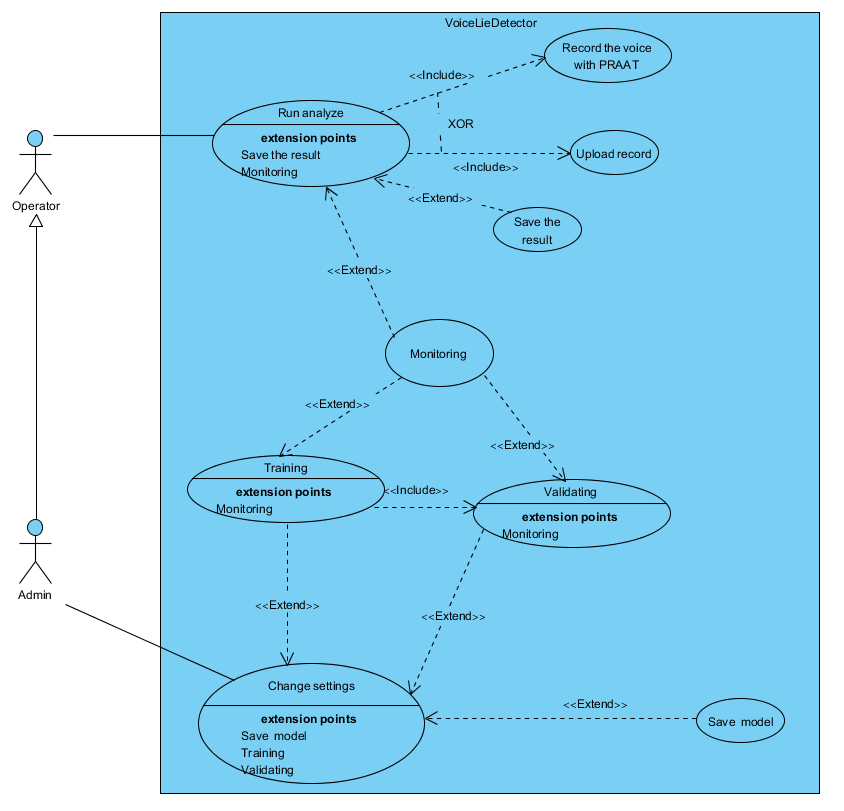 VoiceLieDetector
Record the voice
with PRAAT
<<Include>>
Run analyze
extension points
Save the result
Monitoring
XOR
Upload record
<<Include>>
<<Extend>>
Save the
result
Operator
<<Extend>>
Monitoring
<<Extend>>
<<Extend>>
Training
extension points
Monitoring
<<Include>>
Validating
extension points
Monitoring
Admin
<<Extend>>
<<Extend>>
Change settings
extension points
Save model
Training
Validating
<<Extend>>
Save model